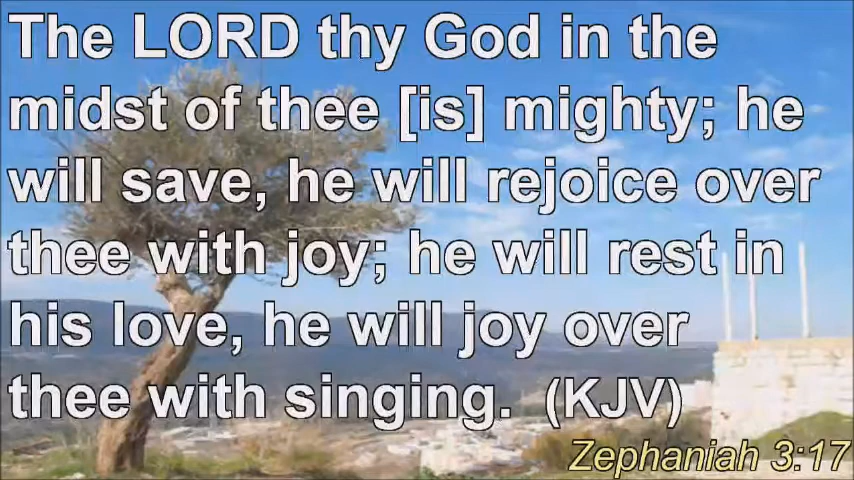 The LORD thy God in the
midst of thee [is] mighty; he
will save, he will rejoice over
thee with joy; he will rest in
his love, he will joy over
thee with singing.  (KJV)
Zephaniah 3:17